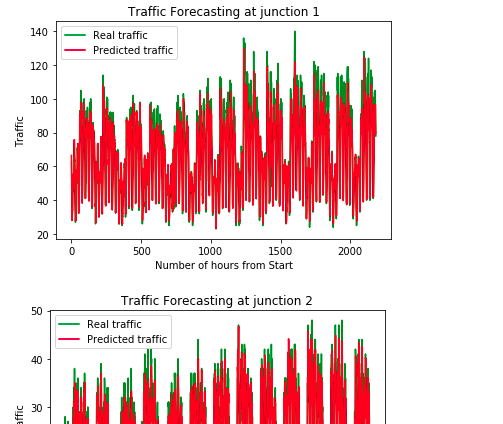 Traffic Forecasting at junction 1
Real traffic
Predicted traffic
140
120
100
80
60
40
20
Traffic
0 500 1000 1500 2000
Number of hours from Start
Traffic Forecasting at junction 2
Real traffic
Predicted traffic
50
40
30
affic